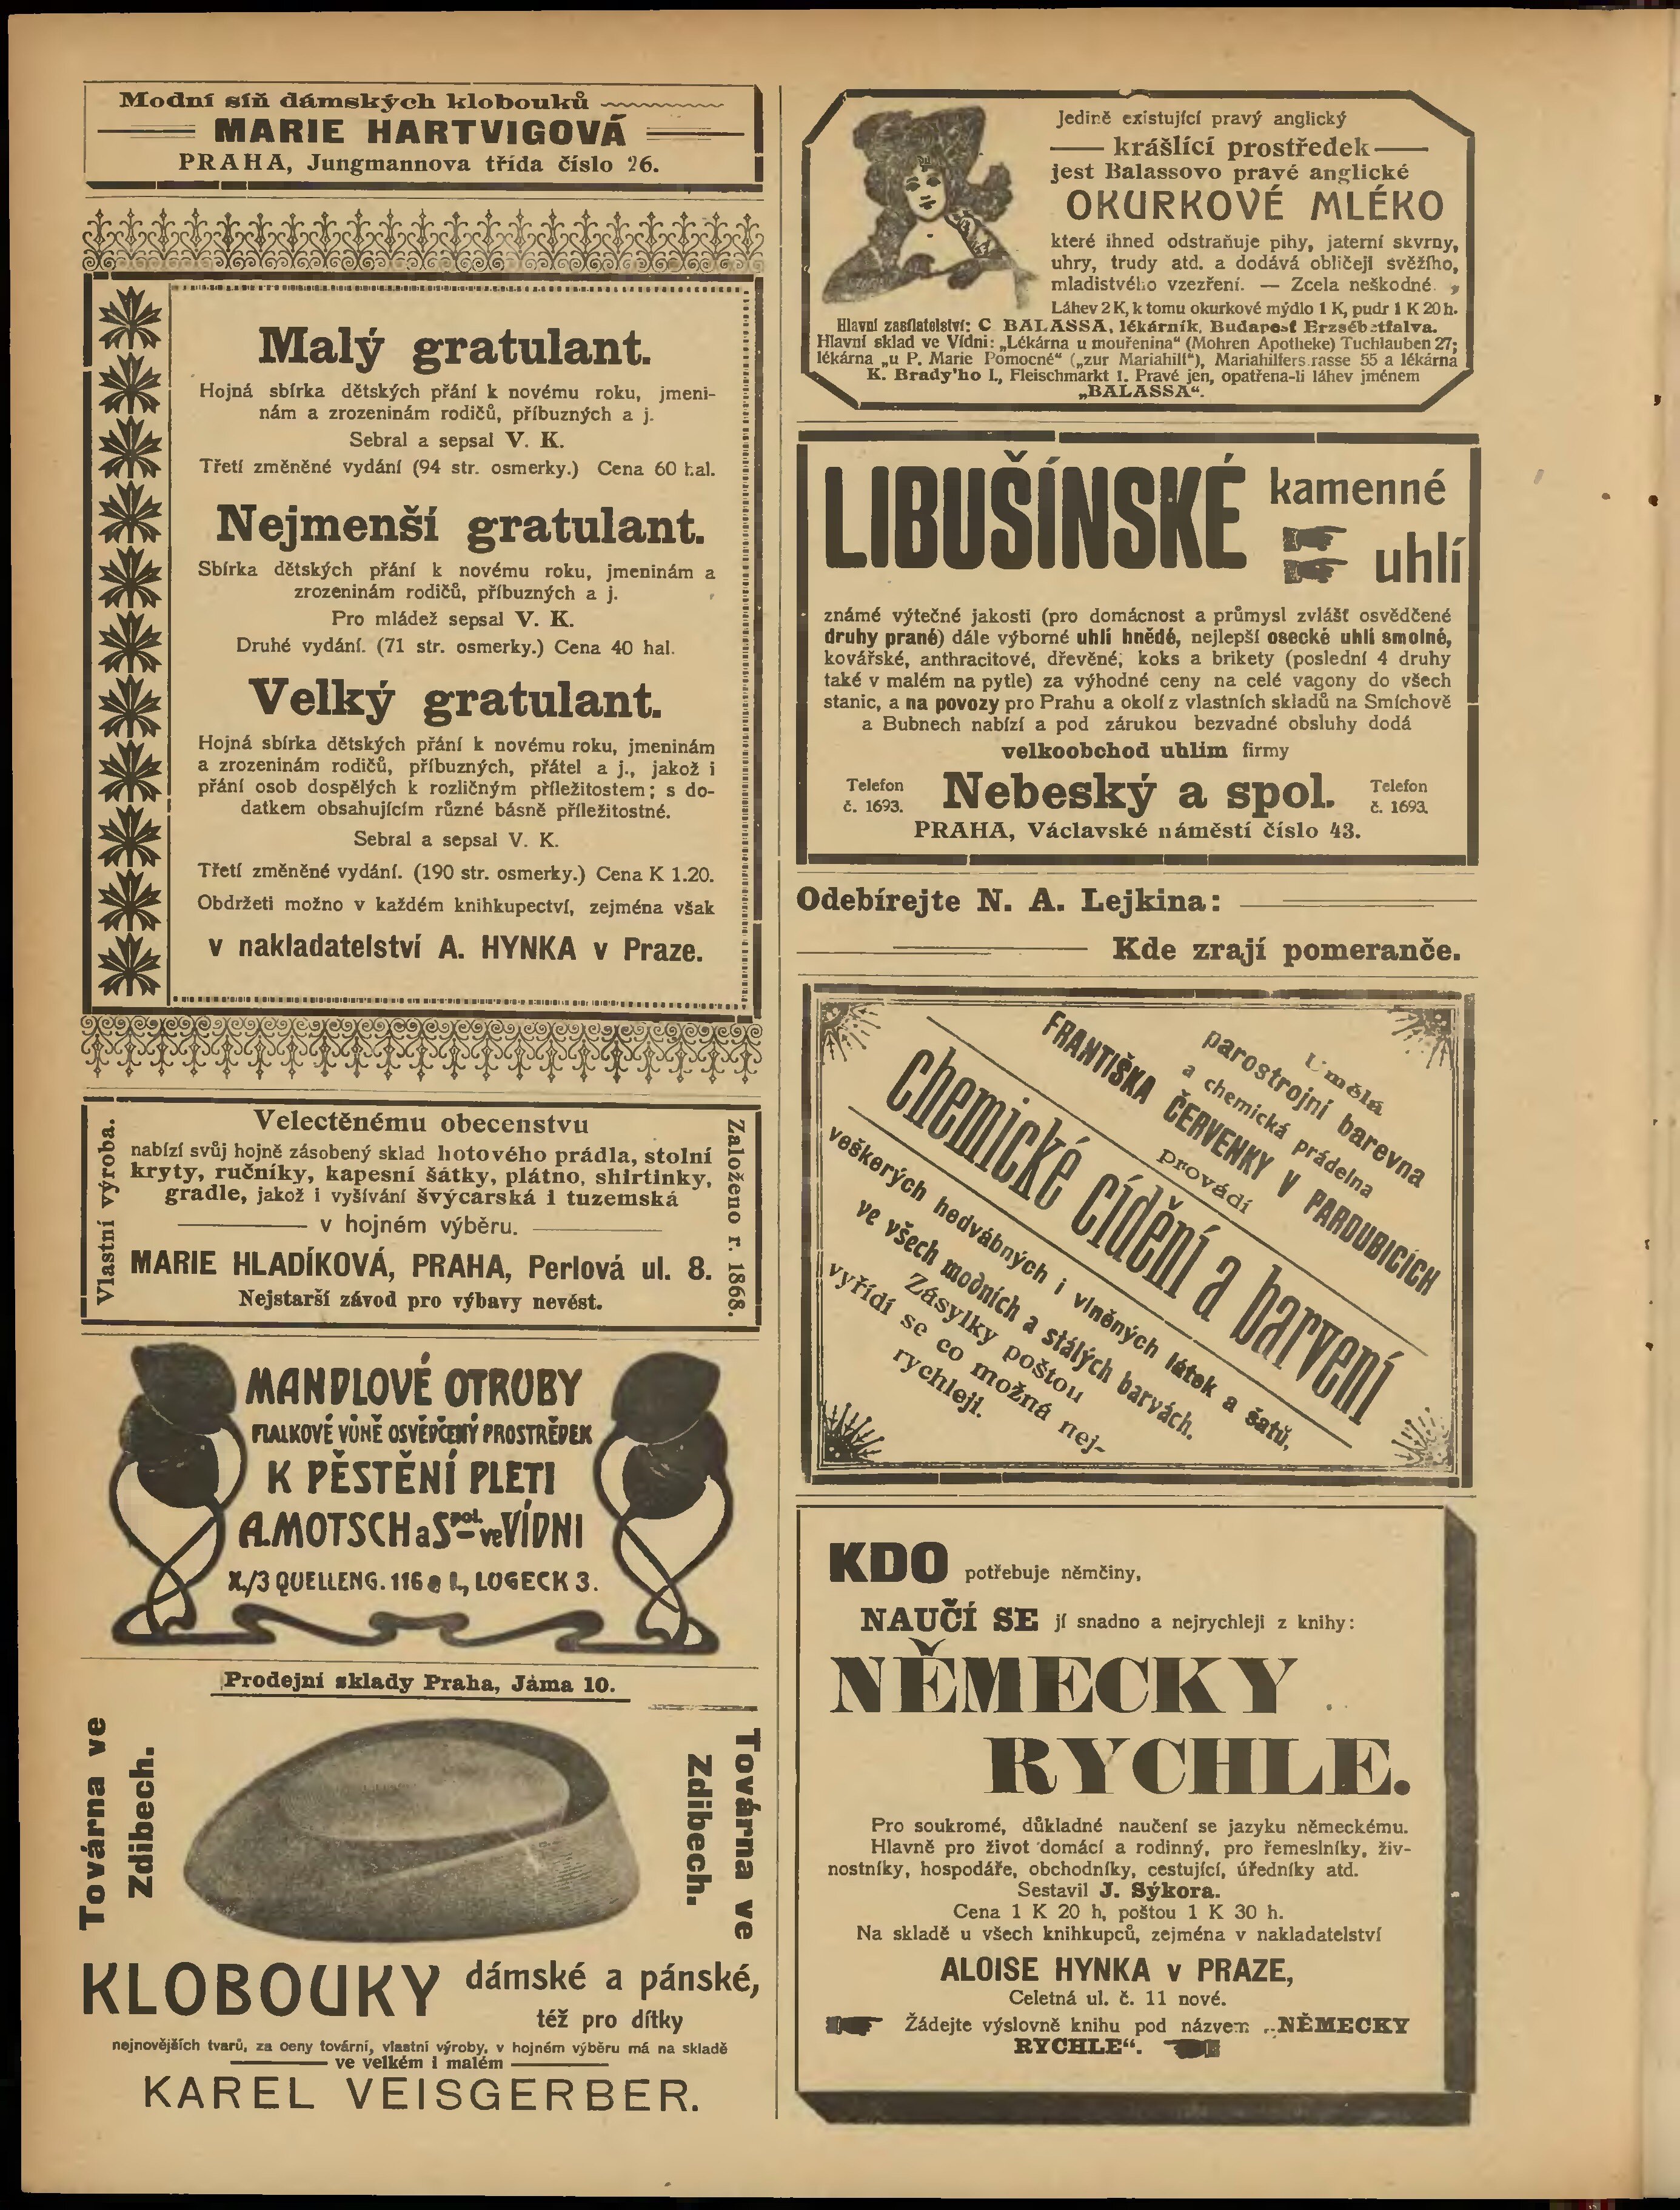 Modní síň dámských klobouků
MARIE HARTVIGOVÁ
PRAHA, Jungmannova třída číslo 26.
Malý gratulant.
Hojná sbírka dětských přání k novému roku, jmeni-
nám a zrozeninám rodičů, příbuzných a j.
Sebral a sepsal V. K.
Třetí změněné vydání (94 str. osmerky.) Cena 60 hal.
Nejmenší gratulant.
Sbírka dětských přání k novému roku, jmeninám a
zrozeninám rodičů, příbuzných a j.
Pro mládež sepsal V. K.
Druhé vydání. (71 str. osmerky.) Cena 40 hal.
Velký gratulant.
Hojná sbírka dětských přání k novému roku, jmeninám
a zrozeninám rodičů, příbuzných, přátel a j., jakož i
přání osob dospělých k rozličným příležitostem; s do-
datkem obsahujícím různé básně příležitostné.
Sebral a sepsal V. K.
Třetí změněné vydání. (190 str. osmerky.) Cena K 1.20.
Obdržeti možno v každém knihkupectví, zejména však
v nakladatelství A. HYNKA v Praze.
Vlastní výroba.
Velectěnému obecenstvu
nabízí svůj hojně zásobený sklad hotového prádla, stolní
kryty, ručníky, kapesní šátky, plátno, shirtinky,
gradle, jakož i vyšívání švýcarská i tuzemská
v hojném výběru.
MARIE HLADÍKOVÁ, PRAHA, Perlová ul. 8.
Nejstarší závod pro výbavy nevěst.
Založeno r. 1868.
MANDLOVÉ OTRUBY
FIALKOVÉ VŮNĚ OSVĚDČENÝ PROSTŘEDEK
K PĚSTĚNÍ PLETI
A. MOTSCH a Spol. ve VÍDNI
X./3 QUELLENG. 116 e I., LUGECK 3.
Prodejní sklady Praha, Jáma 10.
Továrna ve
Zdibech.
Továrna ve
Zdibech.
KLOBOUKY dámské a pánské,
též pro dítky
nejnovějších tvarů, za ceny tovární, vlastní výroby, v hojném výběru má na skladě
ve velkém i malém
KAREL VEISGERBER.
Jedině existující pravý anglický
krášlící prostředek
jest Balassovo pravé anglické
OKURKOVÉ MLÉKO
které ihned odstraňuje pihy, jaterní skvrny,
uhry, trudy atd. a dodává obličeji svěžího,
mladistvého vzezření. — Zcela neškodné.
Láhev 2 K, k tomu okurkové mýdlo 1 K, pudr 1 K 20 h.
Hlavní zasílatelství: C. BALASSA, lékárník, Budapest Erzsébetfalva.
Hlavní sklad ve Vídni: „Lékárna u mouřenína“ (Mohren Apotheke) Tuchlauben 27;
lékárna „u P. Marie Pomocné“ („zur Mariahilf“), Mariahilferstrasse 55 a lékárna
K. Brady'ho I., Fleischmarkt 1. Pravé jen, opatřena-li láhev jménem
„BALASSA“.
LIBUŠÍNSKÉ kamenné
uhlí
známé výtečné jakosti (pro domácnost a průmysl zvlášť osvědčené
druhy prané) dále výborné uhlí hnědé, nejlepší osecké uhlí smolné,
kovářské, anthracitové, dřevěné, koks a brikety (poslední 4 druhy
také v malém na pytle) za výhodné ceny na celé vagony do všech
stanic, a na povozy pro Prahu a okolí z vlastních skladů na Smíchově
a Bubnech nabízí a pod zárukou bezvadné obsluhy dodá
velkoobchod uhlím firmy
Telefon
č. 1693.
Nebeský a spol.
Telefon
č. 1693.
PRAHA, Václavské náměstí číslo 43.
Odebírejte N. A. Lejkina:
Kde zrají pomeranče.
Umělá
parostrojní barevna
a chemická prádelna
FRANTIŠKA ČERVENKY V PARDUBICÍCH
provádí
chemické cídění a barvení
veškerých hedvábných i vlněných látek a šatů,
ve všech modních a stálých barvách.
Zásylky poštou
vyřídí se co možná nej-
rychleji.
KDO potřebuje němčiny,
NAUČÍ SE jí snadno a nejrychleji z knihy:
NĚMECKY
RYCHLE.
Pro soukromé, důkladné naučení se jazyku německému.
Hlavně pro život domácí a rodinný, pro řemeslníky, živ-
nostníky, hospodáře, obchodníky, cestující, úředníky atd.
Sestavil J. Sýkora.
Cena 1 K 20 h, poštou 1 K 30 h.
Na skladě u všech knihkupců, zejména v nakladatelství
ALOISE HYNKA v PRAZE,
Celetná ul. č. 11 nové.
Žádejte výslovně knihu pod názvem „NĚMECKY
RYCHLE“.